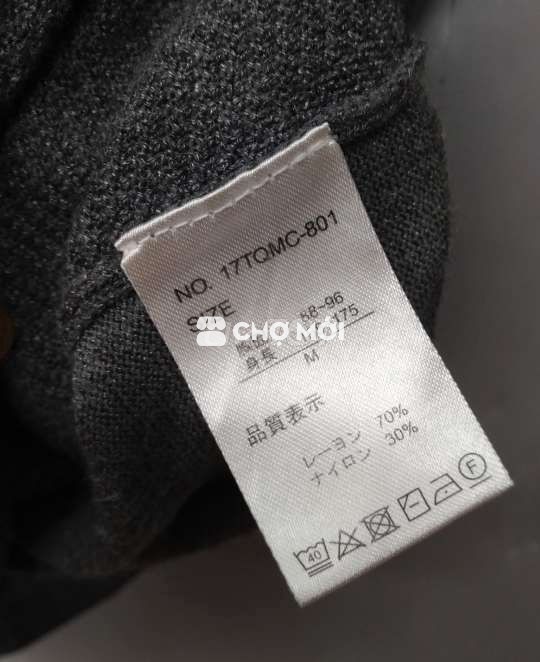 NO. 17TQMC-801
SIZE
88~96
身長 175
M
CHỢ MỚI
品質表示
レーヨン 70%
ナイロン 30%
40
F